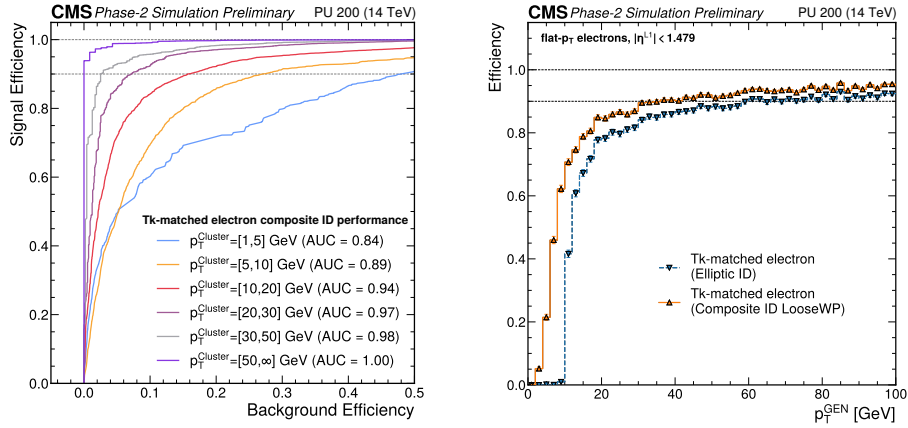 CMS Phase-2 Simulation Preliminary PU 200 (14 TeV)
Signal Efficiency
1.0
0.8
0.6
0.4
0.2
0.0
Tk-matched electron composite ID performance
p_T^Cluster=[1,5] GeV (AUC = 0.84)
p_T^Cluster=[5,10] GeV (AUC = 0.89)
p_T^Cluster=[10,20] GeV (AUC = 0.94)
p_T^Cluster=[20,30] GeV (AUC = 0.97)
p_T^Cluster=[30,50] GeV (AUC = 0.98)
p_T^Cluster=[50,∞] GeV (AUC = 1.00)
0.0 0.1 0.2 0.3 0.4 0.5
Background Efficiency
CMS Phase-2 Simulation Preliminary PU 200 (14 TeV)
flat-p_T electrons, |η^L1| < 1.479
Efficiency
1.0
0.8
0.6
0.4
0.2
0.0
Tk-matched electron
(Elliptic ID)
Tk-matched electron
(Composite ID LooseWP)
0 20 40 60 80 100
p_T^GEN [GeV]